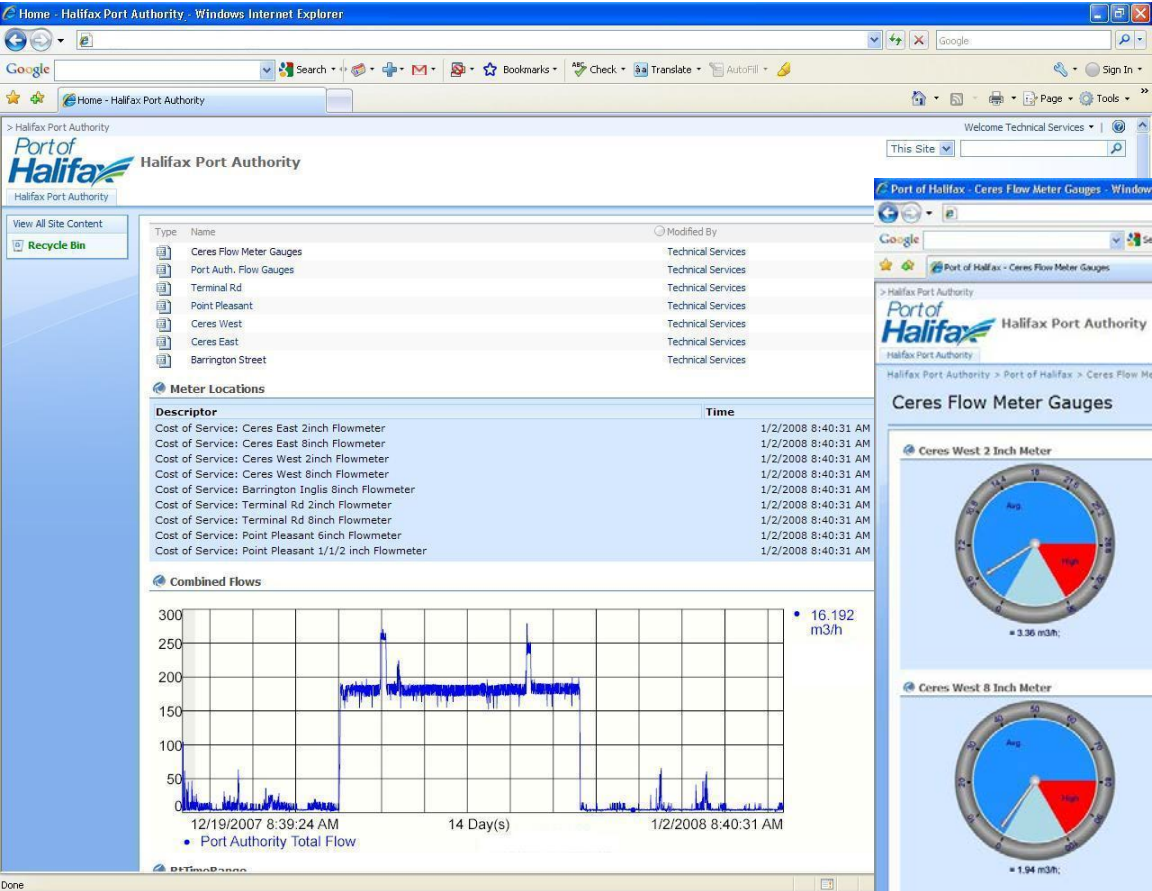 Home - Halifax Port Authority - Windows Internet Explorer
Google
Google Search Bookmarks Check Translate AutoFill Sign In
Home - Halifax Port Authority
Page Tools
> Halifax Port Authority
Welcome Technical Services
Port of
Halifax
Halifax Port Authority
This Site
Halifax Port Authority
View All Site Content
Recycle Bin
Type Name Modified By
Ceres Flow Meter Gauges Technical Services
Port Auth. Flow Gauges Technical Services
Terminal Rd Technical Services
Point Pleasant Technical Services
Ceres West Technical Services
Ceres East Technical Services
Barrington Street Technical Services
Meter Locations
Descriptor Time
Cost of Service: Ceres East 2inch Flowmeter 1/2/2008 8:40:31 AM
Cost of Service: Ceres East 8inch Flowmeter 1/2/2008 8:40:31 AM
Cost of Service: Ceres West 2inch Flowmeter 1/2/2008 8:40:31 AM
Cost of Service: Ceres West 8inch Flowmeter 1/2/2008 8:40:31 AM
Cost of Service: Barrington Inglis 8inch Flowmeter 1/2/2008 8:40:31 AM
Cost of Service: Terminal Rd 2inch Flowmeter 1/2/2008 8:40:31 AM
Cost of Service: Terminal Rd 8inch Flowmeter 1/2/2008 8:40:31 AM
Cost of Service: Point Pleasant 6inch Flowmeter 1/2/2008 8:40:31 AM
Cost of Service: Point Pleasant 1/1/2 inch Flowmeter 1/2/2008 8:40:31 AM
Combined Flows
300
250
200
150
100
50
0
16.192
m3/h
12/19/2007 8:39:24 AM 14 Day(s) 1/2/2008 8:40:31 AM
Port Authority Total Flow
Done
Port of Halifax - Ceres Flow Meter Gauges - Window
Google
Port of Halifax - Ceres Flow Meter Gauges
> Halifax Port Authority
Port of
Halifax
Halifax Port Authority
Halifax Port Authority
Halifax Port Authority > Port of Halifax > Ceres Flow Me
Ceres Flow Meter Gauges
Ceres West 2 Inch Meter
18
7.2
Avg.
High
= 3.36 m3/h;
Ceres West 8 Inch Meter
50
Avg.
High
= 1.94 m3/h;